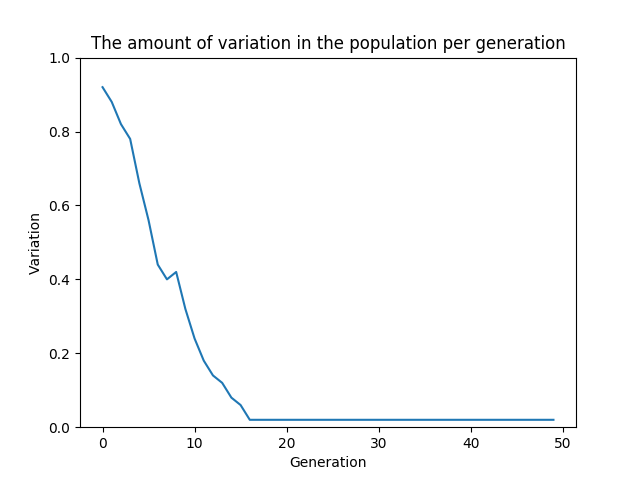 The amount of variation in the population per generation
1.0
0.8
0.6
0.4
0.2
0.0
Variation
0 10 20 30 40 50
Generation